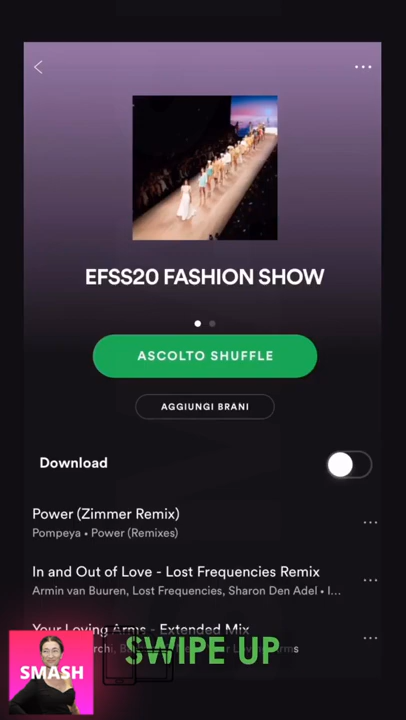 EFSS20 FASHION SHOW
ASCOLTO SHUFFLE
AGGIUNGI BRANI
Download
Power (Zimmer Remix)
Pompeya • Power (Remixes)
In and Out of Love - Lost Frequencies Remix
Armin van Buuren, Lost Frequencies, Sharon Den Adel • I...
Your Loving Arms - Extended Mix
SWIPE UP
SMASH